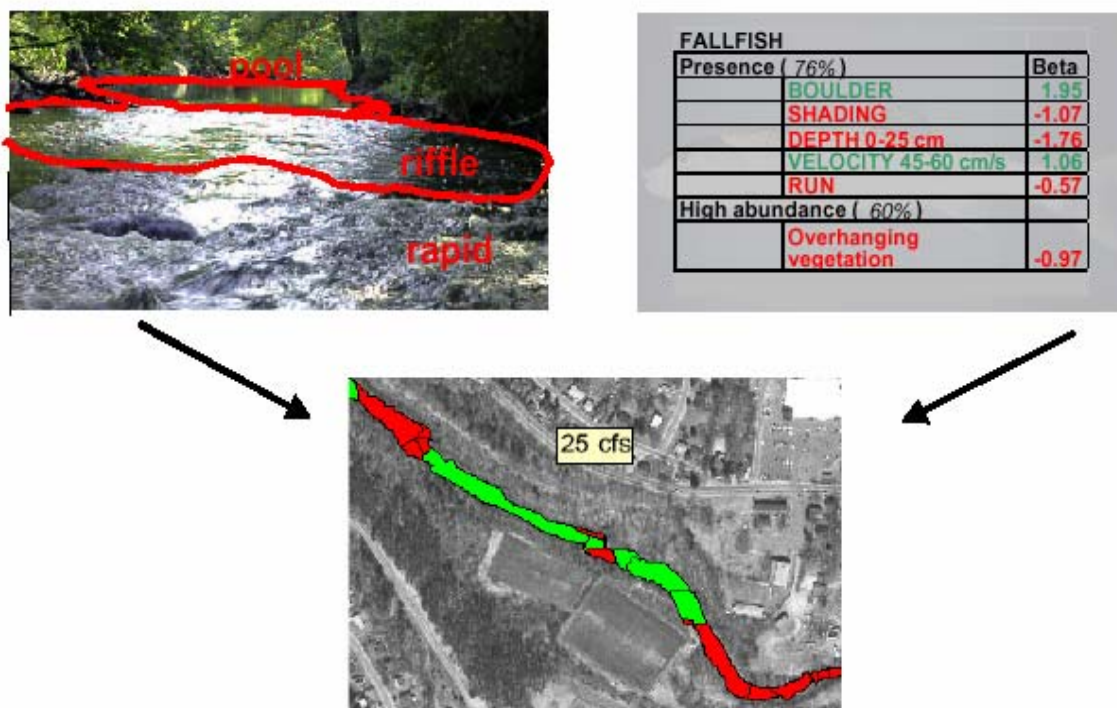 pool
riffle
rapid
FALLFISH
Presence ( 76%) Beta
BOULDER 1.95
SHADING -1.07
DEPTH 0-25 cm -1.76
VELOCITY 45-60 cm/s 1.06
RUN -0.57
High abundance ( 60%)
Overhanging
vegetation -0.97
25 cfs